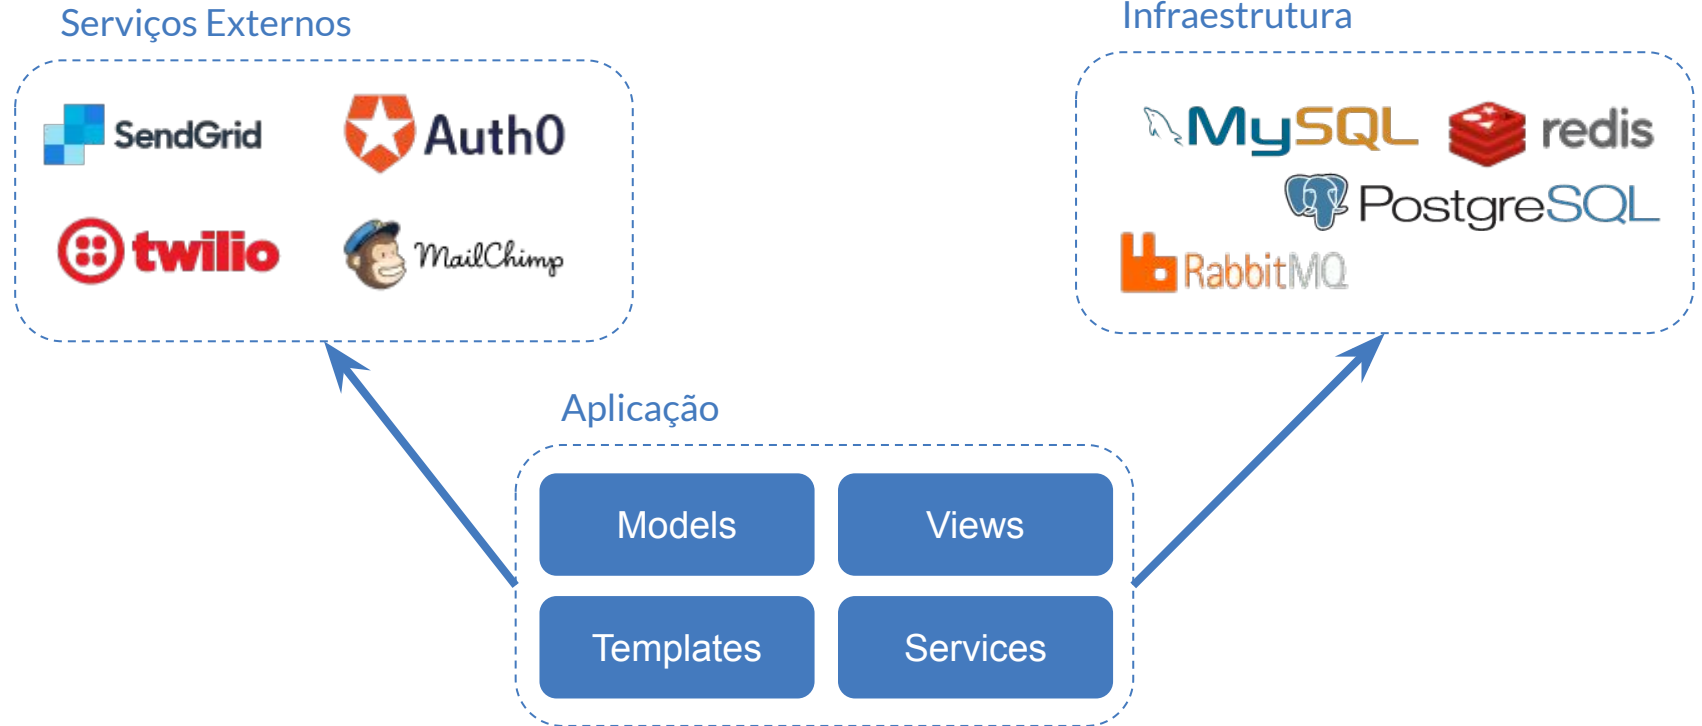 Serviços Externos
SendGrid
Auth0
twilio
MailChimp
Infraestrutura
MySQL
redis
PostgreSQL
RabbitMQ
Aplicação
Models
Views
Templates
Services